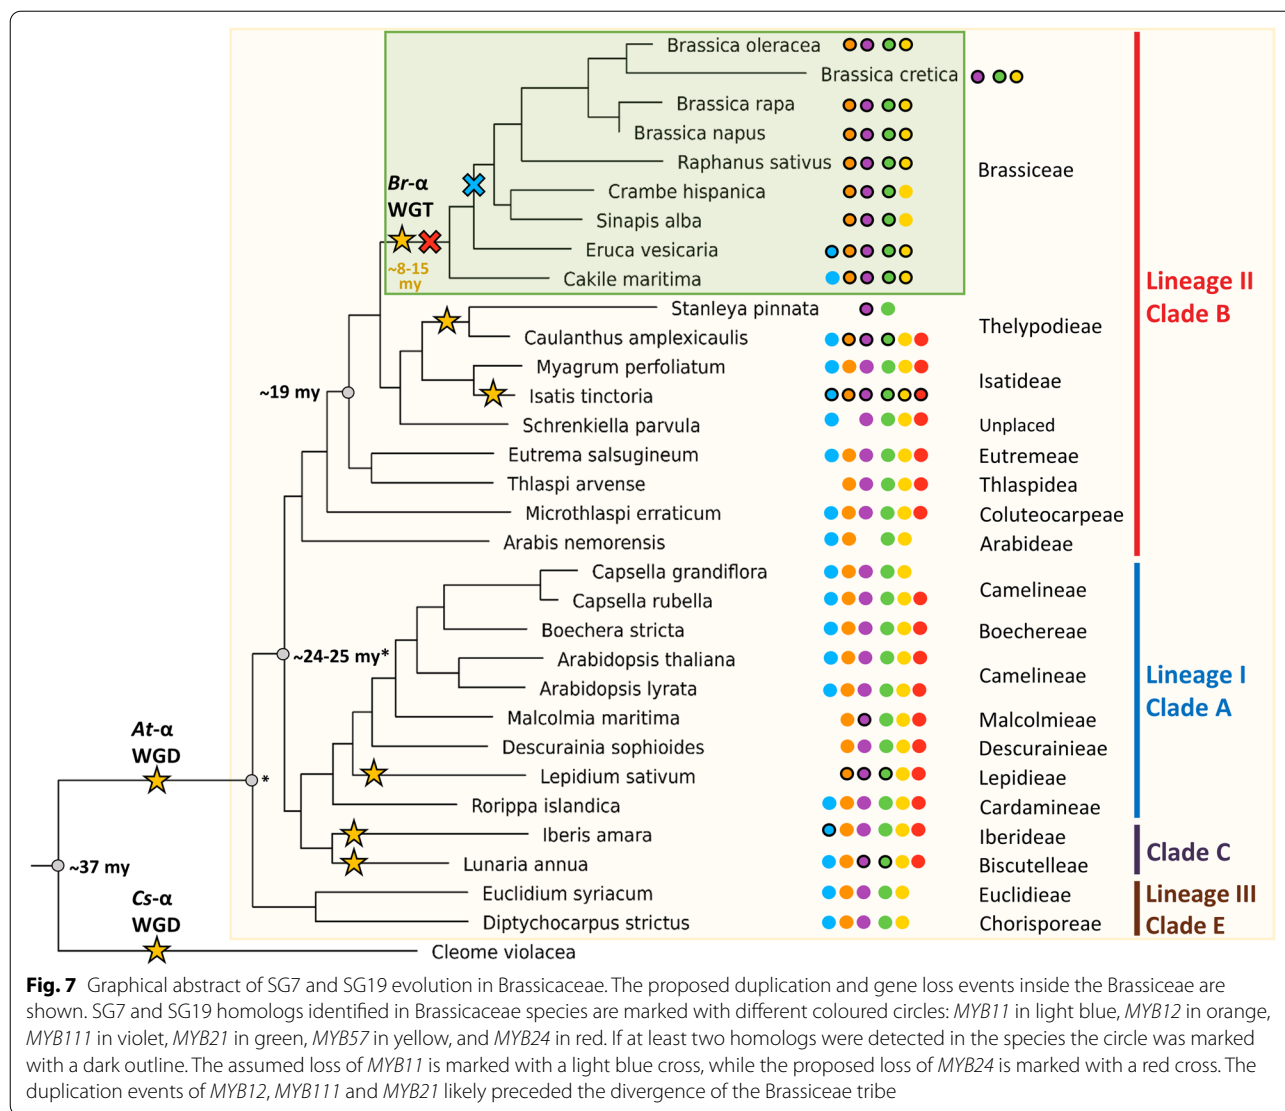 Brassica oleracea
Brassica cretica
Brassica rapa
Brassica napus
Raphanus sativus
Brassiceae
Br-α
WGT
Crambe hispanica
Sinapis alba
Eruca vesicaria
~8-15
my
Cakile maritima
Lineage II
Clade B
Stanleya pinnata
Thelypodieae
Caulanthus amplexicaulis
Myagrum perfoliatum
Isatideae
~19 my
Isatis tinctoria
Schrenkiella parvula
Unplaced
Eutrema salsugineum
Eutremeae
Thlaspi arvense
Thlaspidea
Microthlaspi erraticum
Coluteocarpeae
Arabis nemorensis
Arabideae
Capsella grandiflora
Camelineae
Capsella rubella
Boechera stricta
Boechereae
~24-25 my*
Arabidopsis thaliana
Camelineae
Arabidopsis lyrata
Lineage I
Clade A
Malcolmia maritima
Malcolmieae
At-α
WGD
Descurainia sophioides
Descurainieae
*
Lepidium sativum
Lepidieae
Rorippa islandica
Cardamineae
Iberis amara
Iberideae
Clade C
~37 my
Lunaria annua
Biscutelleae
Cs-α
WGD
Euclidium syriacum
Euclidieae
Lineage III
Clade E
Diptychocarpus strictus
Chorisporeae
Cleome violacea
Fig. 7 Graphical abstract of SG7 and SG19 evolution in Brassicaceae. The proposed duplication and gene loss events inside the Brassiceae are
shown. SG7 and SG19 homologs identified in Brassicaceae species are marked with different coloured circles: MYB11 in light blue, MYB12 in orange,
MYB111 in violet, MYB21 in green, MYB57 in yellow, and MYB24 in red. If at least two homologs were detected in the species the circle was marked
with a dark outline. The assumed loss of MYB11 is marked with a light blue cross, while the proposed loss of MYB24 is marked with a red cross. The
duplication events of MYB12, MYB111 and MYB21 likely preceded the divergence of the Brassiceae tribe